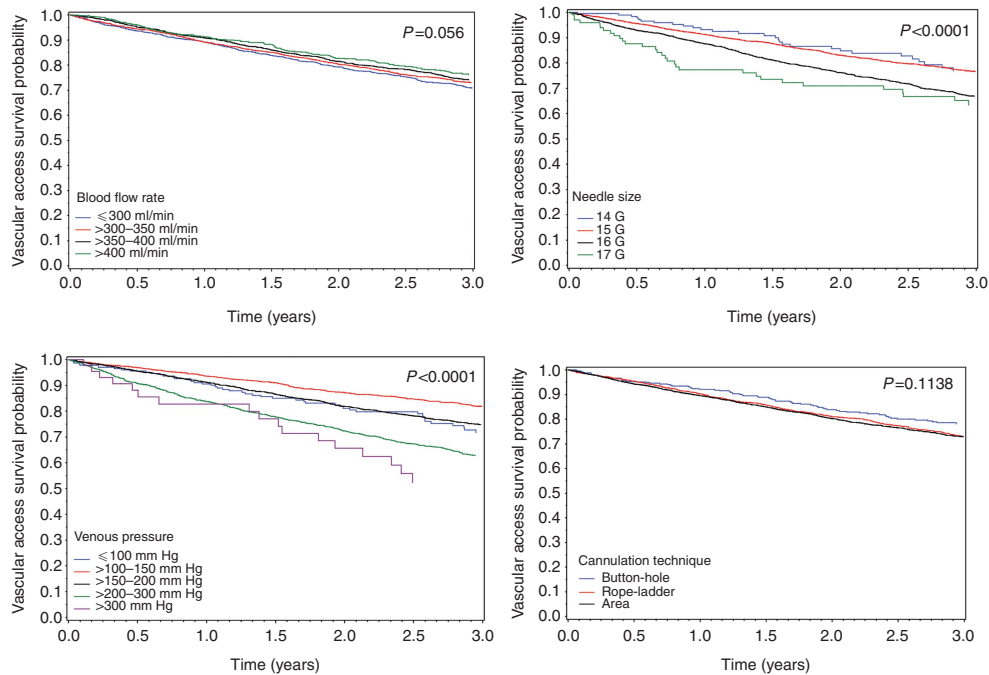 Vascular access survival probability
1.0
0.9
0.8
0.7
0.6
0.5
0.4
0.3
0.2
0.1
0.0
P=0.056
Blood flow rate
⩽300 ml/min
>300–350 ml/min
>350–400 ml/min
>400 ml/min
0.0 0.5 1.0 1.5 2.0 2.5 3.0
Time (years)
Vascular access survival probability
1.0
0.9
0.8
0.7
0.6
0.5
0.4
0.3
0.2
0.1
0.0
P<0.0001
Needle size
14 G
15 G
16 G
17 G
0.0 0.5 1.0 1.5 2.0 2.5 3.0
Time (years)
Vascular access survival probability
1.0
0.9
0.8
0.7
0.6
0.5
0.4
0.3
0.2
0.1
0.0
P<0.0001
Venous pressure
⩽100 mm Hg
>100–150 mm Hg
>150–200 mm Hg
>200–300 mm Hg
>300 mm Hg
0.0 0.5 1.0 1.5 2.0 2.5 3.0
Time (years)
Vascular access survival probability
1.0
0.9
0.8
0.7
0.6
0.5
0.4
0.3
0.2
0.1
0.0
P=0.1138
Cannulation technique
Button-hole
Rope-ladder
Area
0.0 0.5 1.0 1.5 2.0 2.5 3.0
Time (years)